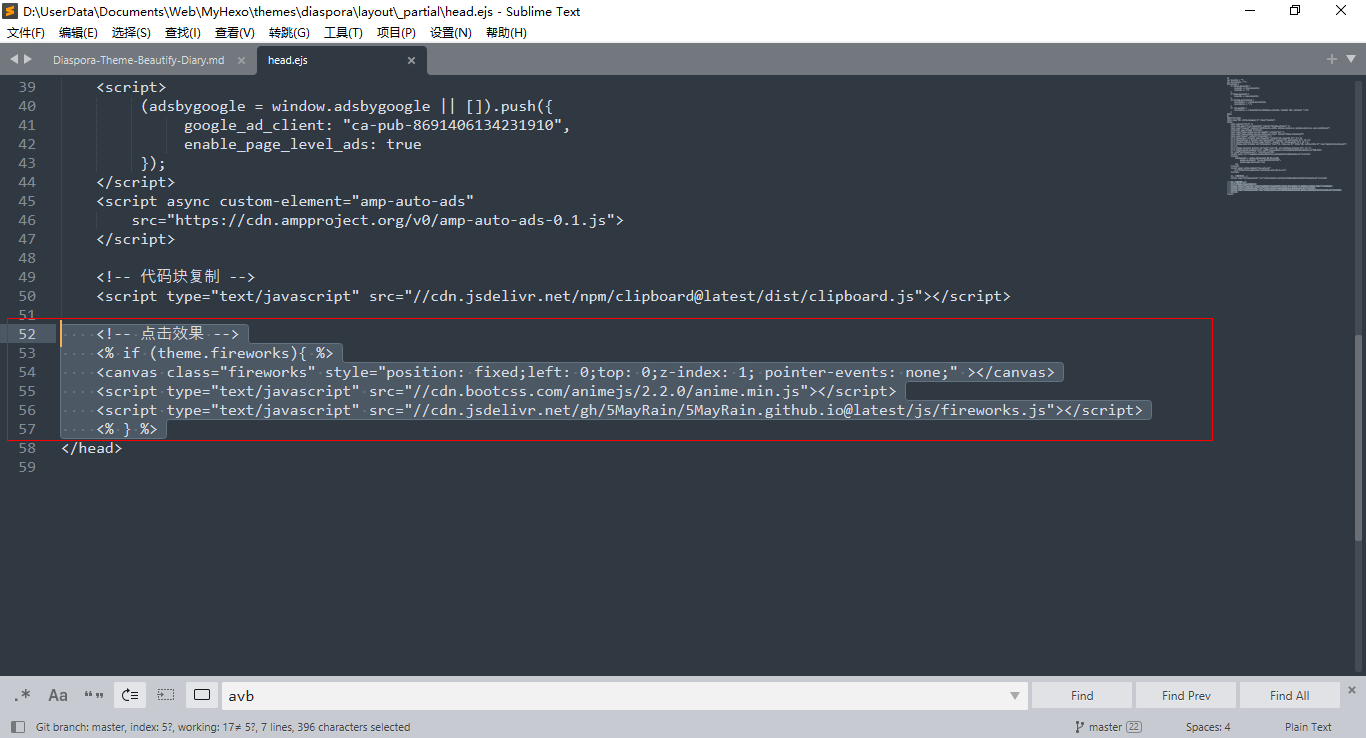 D:\UserData\Documents\Web\MyHexo\themes\diaspora\layout\_partial\head.ejs - Sublime Text
文件(F) 编辑(E) 选择(S) 查找(I) 查看(V) 转跳(G) 工具(T) 项目(P) 设置(N) 帮助(H)
Diaspora-Theme-Beautify-Diary.md head.ejs
39 <script>
40 (adsbygoogle = window.adsbygoogle || []).push({
41 google_ad_client: "ca-pub-8691406134231910",
42 enable_page_level_ads: true
43 });
44 </script>
45 <script async custom-element="amp-auto-ads"
46 src="https://cdn.ampproject.org/v0/amp-auto-ads-0.1.js">
47 </script>
48
49 <!-- 代码块复制 -->
50 <script type="text/javascript" src="//cdn.jsdelivr.net/npm/clipboard@latest/dist/clipboard.js"></script>
51
52 <!-- 点击效果 -->
53 <% if (theme.fireworks){ %>
54 <canvas class="fireworks" style="position: fixed;left: 0;top: 0;z-index: 1; pointer-events: none;" ></canvas>
55 <script type="text/javascript" src="//cdn.bootcss.com/animejs/2.2.0/anime.min.js"></script>
56 <script type="text/javascript" src="//cdn.jsdelivr.net/gh/5MayRain/5MayRain.github.io@latest/js/fireworks.js"></script>
57 <% } %>
58 </head>
59
.* Aa “” avb Find Find Prev Find All
Git branch: master, index: 5?, working: 17≠ 5?, 7 lines, 396 characters selected master 22 Spaces: 4 Plain Text